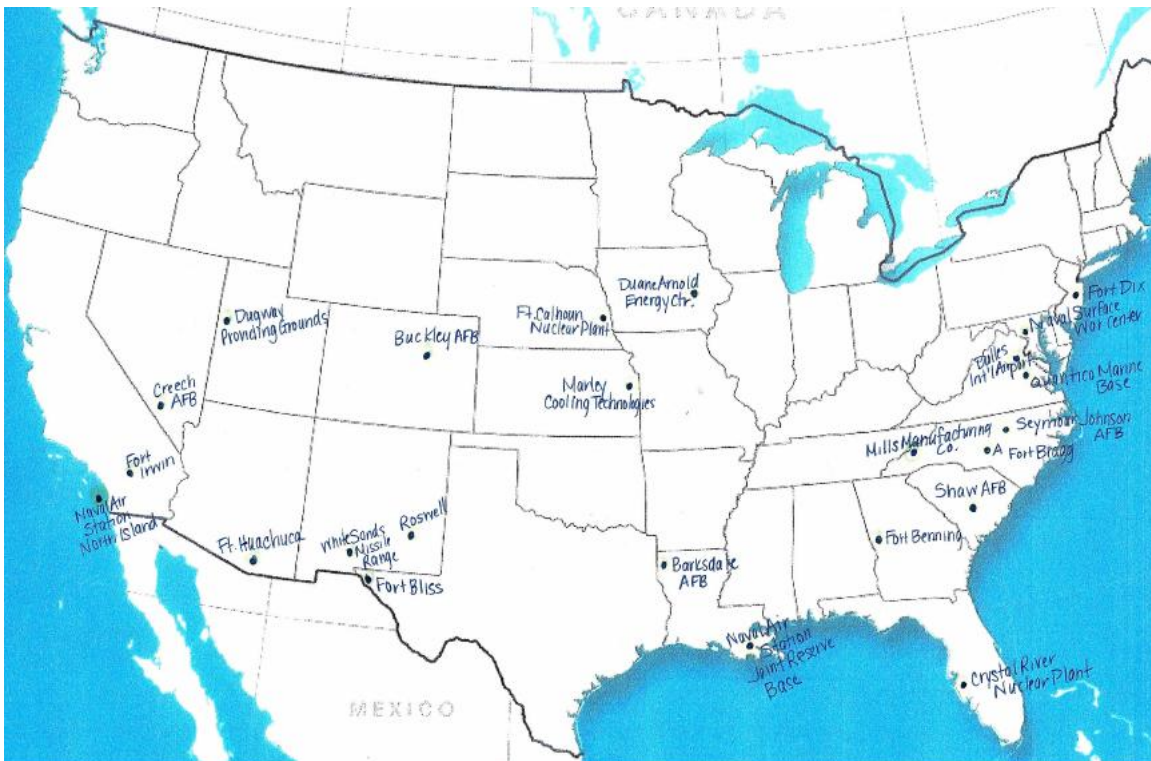 CANADA
Duane Arnold
Energy Ctr.
Fort Dix
Dugway
Providing Grounds
Ft. Calhoun
Nuclear Plant
Naval Surface
War Center
Buckley AFB
Dulles
Int'l Airport
Quantico Marine
Base
Creech
AFB
Marley
Cooling Technologies
Seymour Johnson
AFB
Mills Manufacturing
Co.
A Fort Bragg
Fort
Irwin
Shaw AFB
Naval Air
Station
North Island
Ft. Huachuca
White Sands
Missile
Range
Roswell
Fort Benning
Fort Bliss
Barksdale
AFB
Naval Air
Station
Joint Reserve
Base
Crystal River
Nuclear Plant
MEXICO